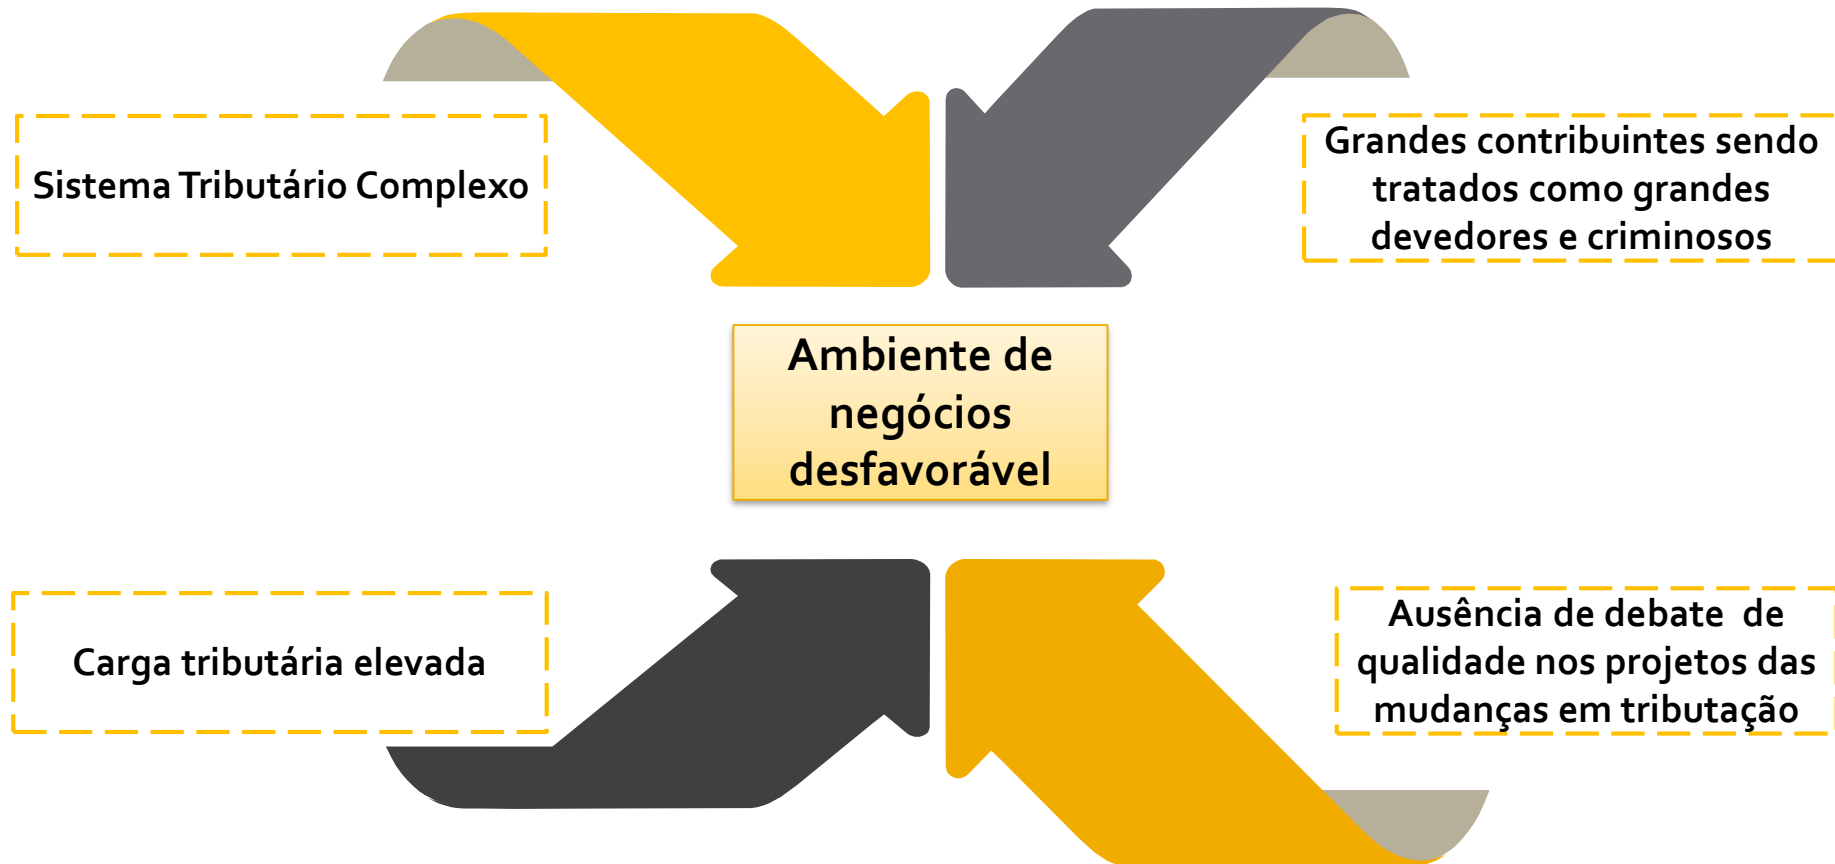 Sistema Tributário Complexo
Grandes contribuintes sendo
tratados como grandes
devedores e criminosos
Ambiente de
negócios
desfavorável
Carga tributária elevada
Ausência de debate  de
qualidade nos projetos das
mudanças em tributação